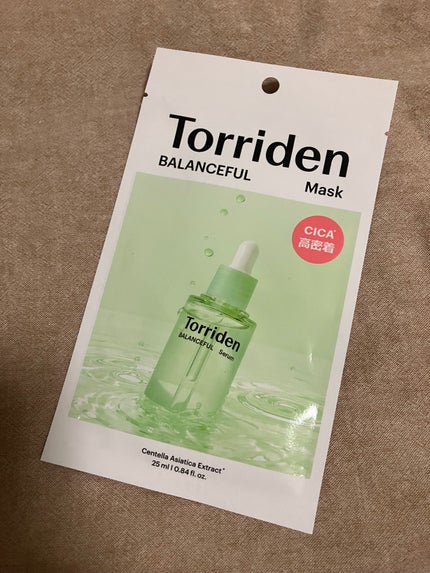 Torriden
BALANCEFUL Mask
CICA*
高密着
Torriden
BALANCEFUL Serum
Centella Asiatica Extract*
25 ml | 0.84 fl. oz.